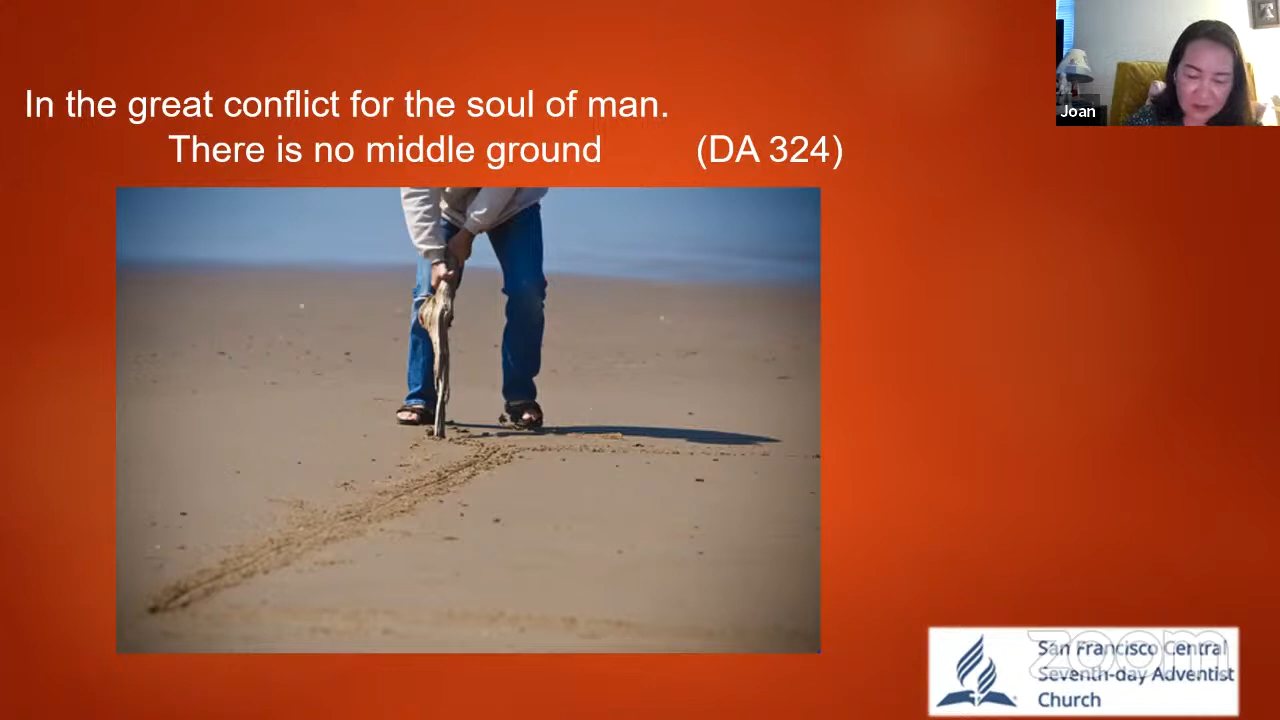 In the great conflict for the soul of man.
There is no middle ground (DA 324)
Joan
zoom
San Francisco Central
Seventh-day Adventist
Church